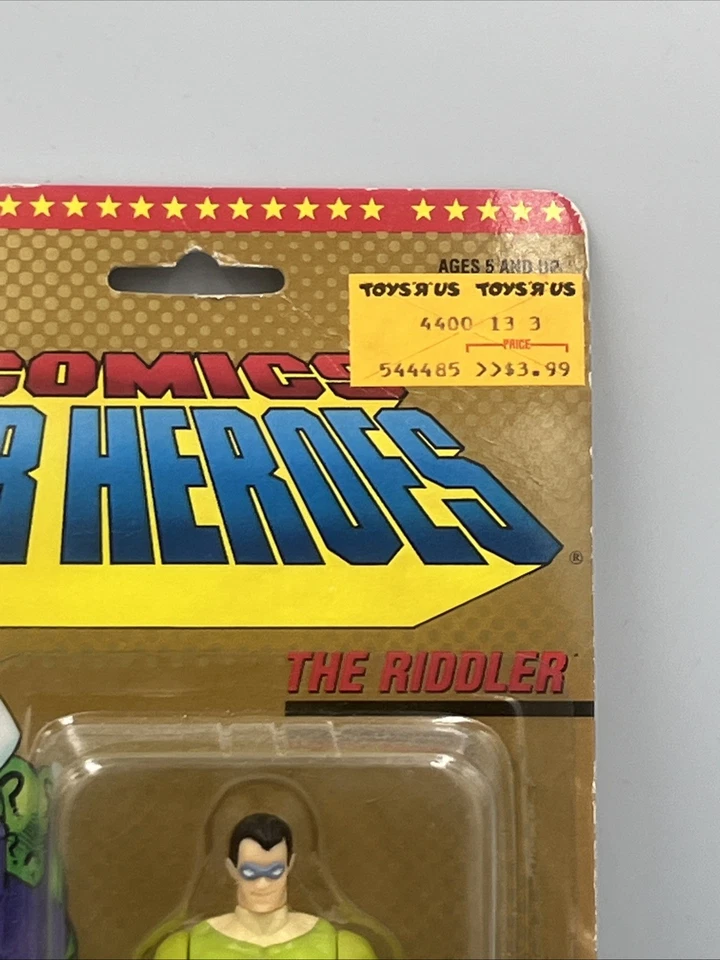 AGES 5 AND UP
TOYS"R"US TOYS"R"US
4400 13 3
PRICE
544485 >>$3.99
COMICS
R HEROES®
THE RIDDLER
? ?